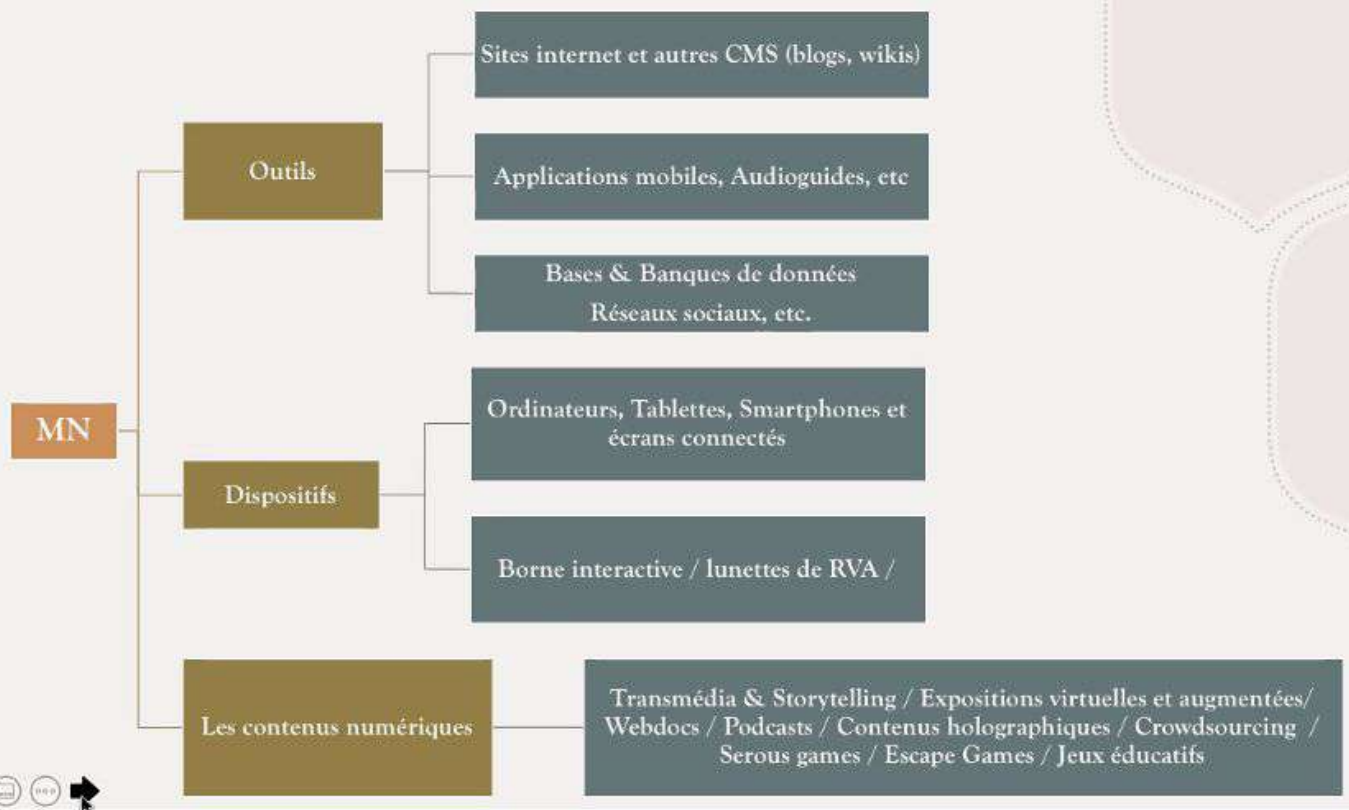 Sites internet et autres CMS (blogs, wikis)
Outils
Applications mobiles, Audioguides, etc
Bases & Banques de données
Réseaux sociaux, etc.
Ordinateurs, Tablettes, Smartphones et
écrans connectés
MN
Dispositifs
Borne interactive / lunettes de RVA /
Les contenus numériques
Transmédia & Storytelling / Expositions virtuelles et augmentées/
Webdocs / Podcasts / Contenus holographiques / Crowdsourcing /
Serous games / Escape Games / Jeux éducatifs